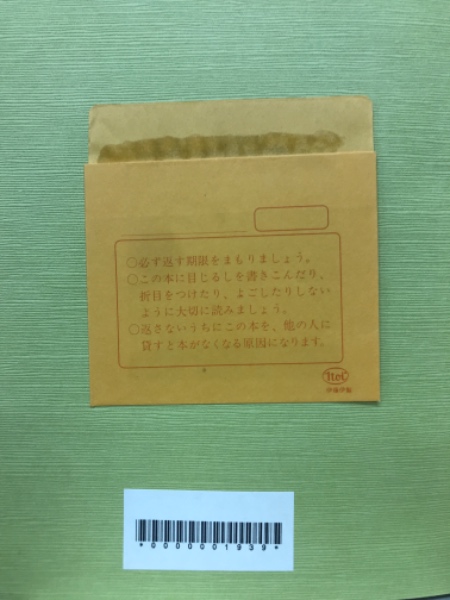 ○必ず返す期限をまもりましょう。
○この本に目じるしを書きこんだり、
折目をつけたり、よごしたりしない
ように大切に読みましょう。
○返さないうちにこの本を、他の人に
貸すと本がなくなる原因になります。
ItoI
伊藤伊
*0000001939*